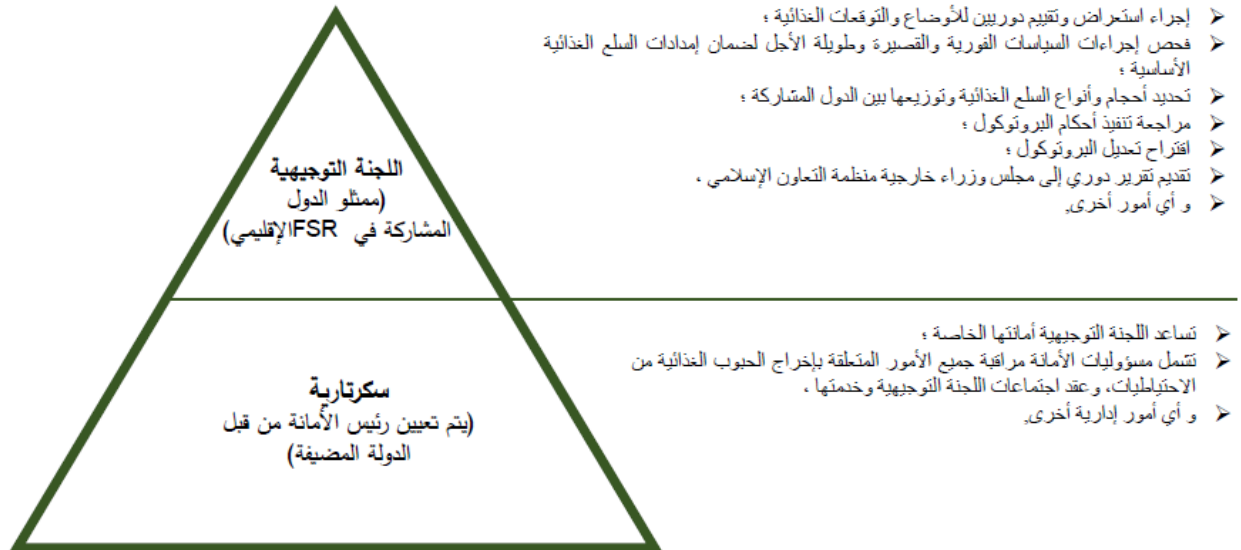 إجراء استعراض وتقييم دوريين للأوضاع والتوقعات الغذائية ؛
فحص إجراءات السياسات الفورية والقصيرة وطويلة الأجل لضمان إمدادات السلع الغذائية
الأساسية ؛
تحديد أحجام وأنواع السلع الغذائية وتوزيعها بين الدول المشاركة ؛
مراجعة تنفيذ أحكام البروتوكول ؛
اقتراح تعديل البروتوكول ؛
تقديم تقرير دوري إلى مجلس وزراء خارجية منظمة التعاون الإسلامي ،
و أي أمور أخرى,
اللجنة التوجيهية
(ممثلو الدول
المشاركة في FSRالإقليمي)
تساعد اللجنة التوجيهية أمانتها الخاصة ؛
تشمل مسؤوليات الأمانة مراقبة جميع الأمور المتعلقة بإخراج الحبوب الغذائية من
الاحتياطيات، وعقد اجتماعات اللجنة التوجيهية وخدمتها ،
و أي أمور إدارية أخرى,
سكرتارية
(يتم تعيين رئيس الأمانة من قبل
الدولة المضيفة)